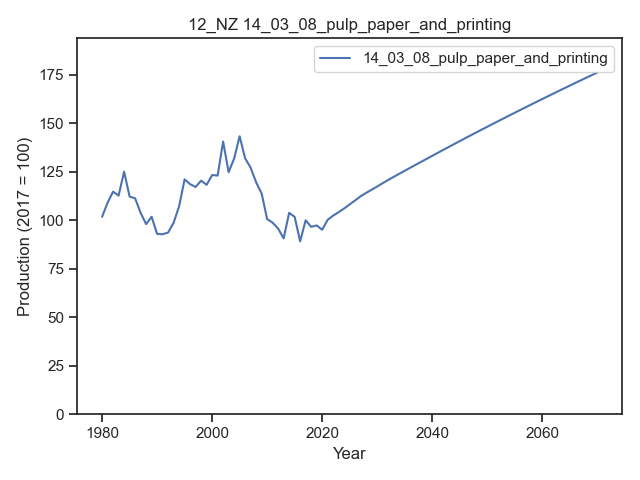 12_NZ 14_03_08_pulp_paper_and_printing
14_03_08_pulp_paper_and_printing
Production (2017 = 100)
175
150
125
100
75
50
25
0
1980 2000 2020 2040 2060
Year